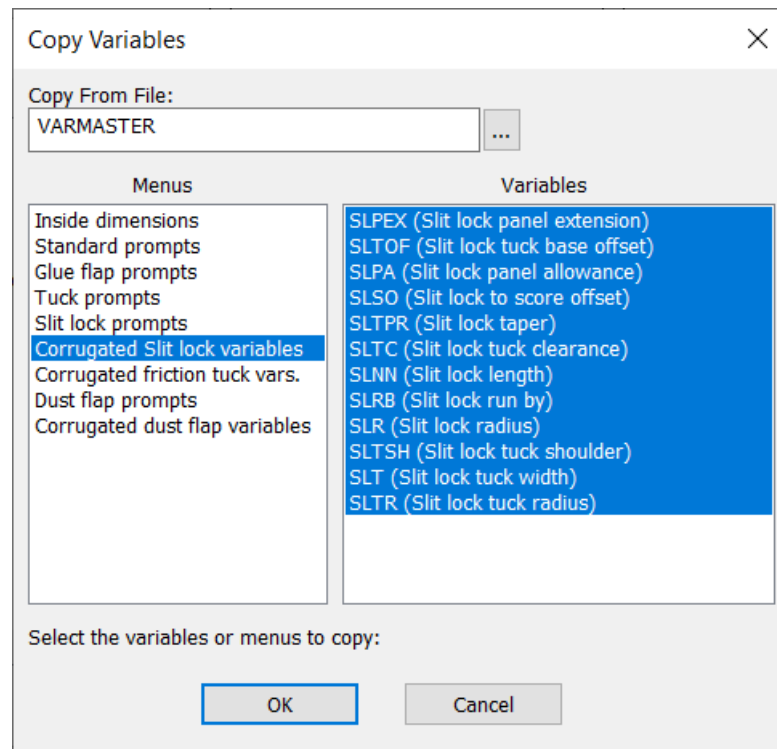 Copy Variables
Copy From File:
VARMASTER
...
Menus
Variables
Inside dimensions
Standard prompts
Glue flap prompts
Tuck prompts
Slit lock prompts
Corrugated Slit lock variables
Corrugated friction tuck vars.
Dust flap prompts
Corrugated dust flap variables
SLPEX (Slit lock panel extension)
SLTOF (Slit lock tuck base offset)
SLPA (Slit lock panel allowance)
SLSO (Slit lock to score offset)
SLTPR (Slit lock taper)
SLTC (Slit lock tuck clearance)
SLNN (Slit lock length)
SLRB (Slit lock run by)
SLR (Slit lock radius)
SLTSH (Slit lock tuck shoulder)
SLT (Slit lock tuck width)
SLTR (Slit lock tuck radius)
Select the variables or menus to copy:
OK
Cancel